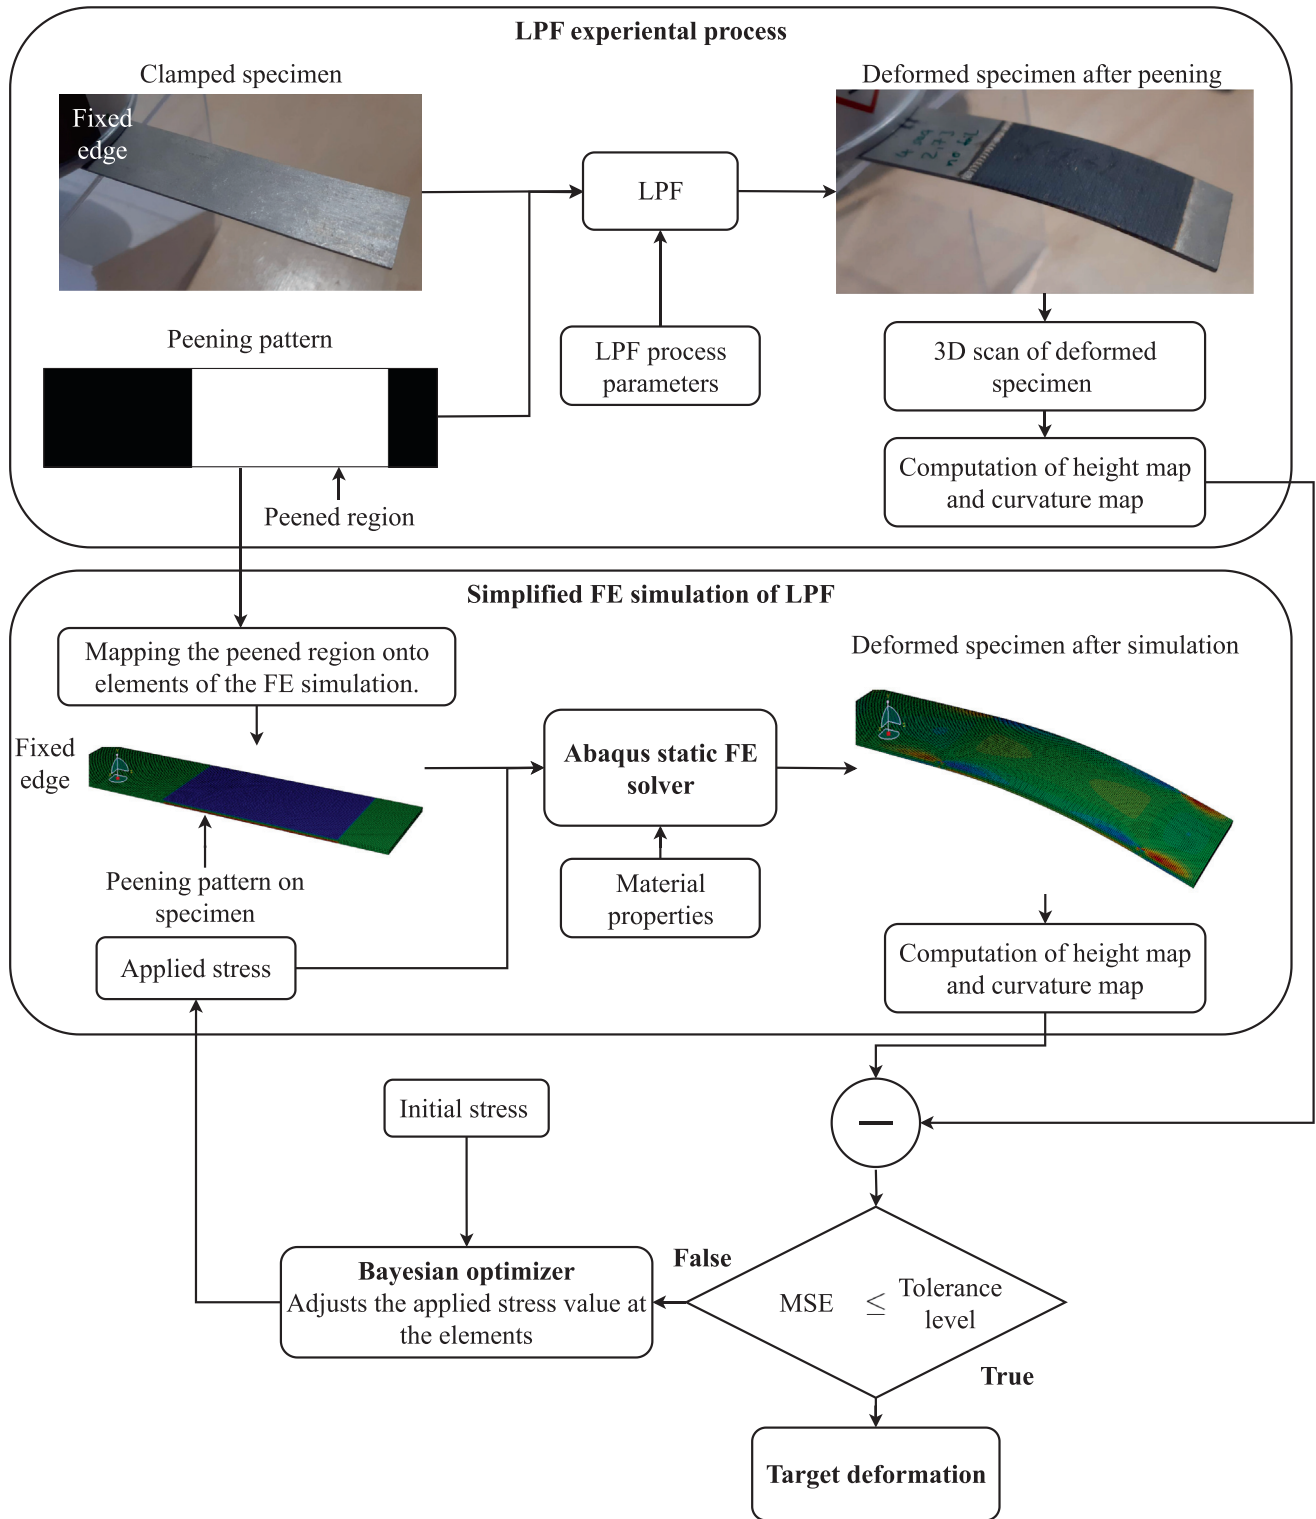 LPF experiental process
Clamped specimen
Deformed specimen after peening
Fixed
edge
LPF
4
2.173
no
Peening pattern
LPF process
parameters
3D scan of deformed
specimen
Computation of height map
and curvature map
Peened region
Simplified FE simulation of LPF
Mapping the peened region onto
elements of the FE simulation.
Deformed specimen after simulation
Fixed
edge
Abaqus static FE
solver
Peening pattern on
specimen
Material
properties
Applied stress
Computation of height map
and curvature map
Initial stress
—
False
Bayesian optimizer
Adjusts the applied stress value at
the elements
MSE ≤ Tolerance
level
True
Target deformation